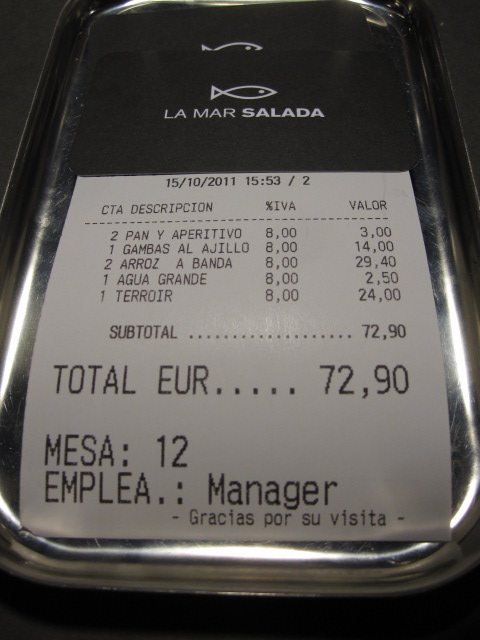 LA MAR SALADA
15/10/2011 15:53 / 2
CTA DESCRIPCION %IVA VALOR
2 PAN Y APERITIVO 8,00 3,00
1 GAMBAS AL AJILLO 8,00 14,00
2 ARROZ A BANDA 8,00 29,40
1 AGUA GRANDE 8,00 2,50
1 TERROIR 8,00 24,00
SUBTOTAL ................... 72,90
TOTAL EUR..... 72,90
MESA: 12
EMPLEA.: Manager
- Gracias por su visita -